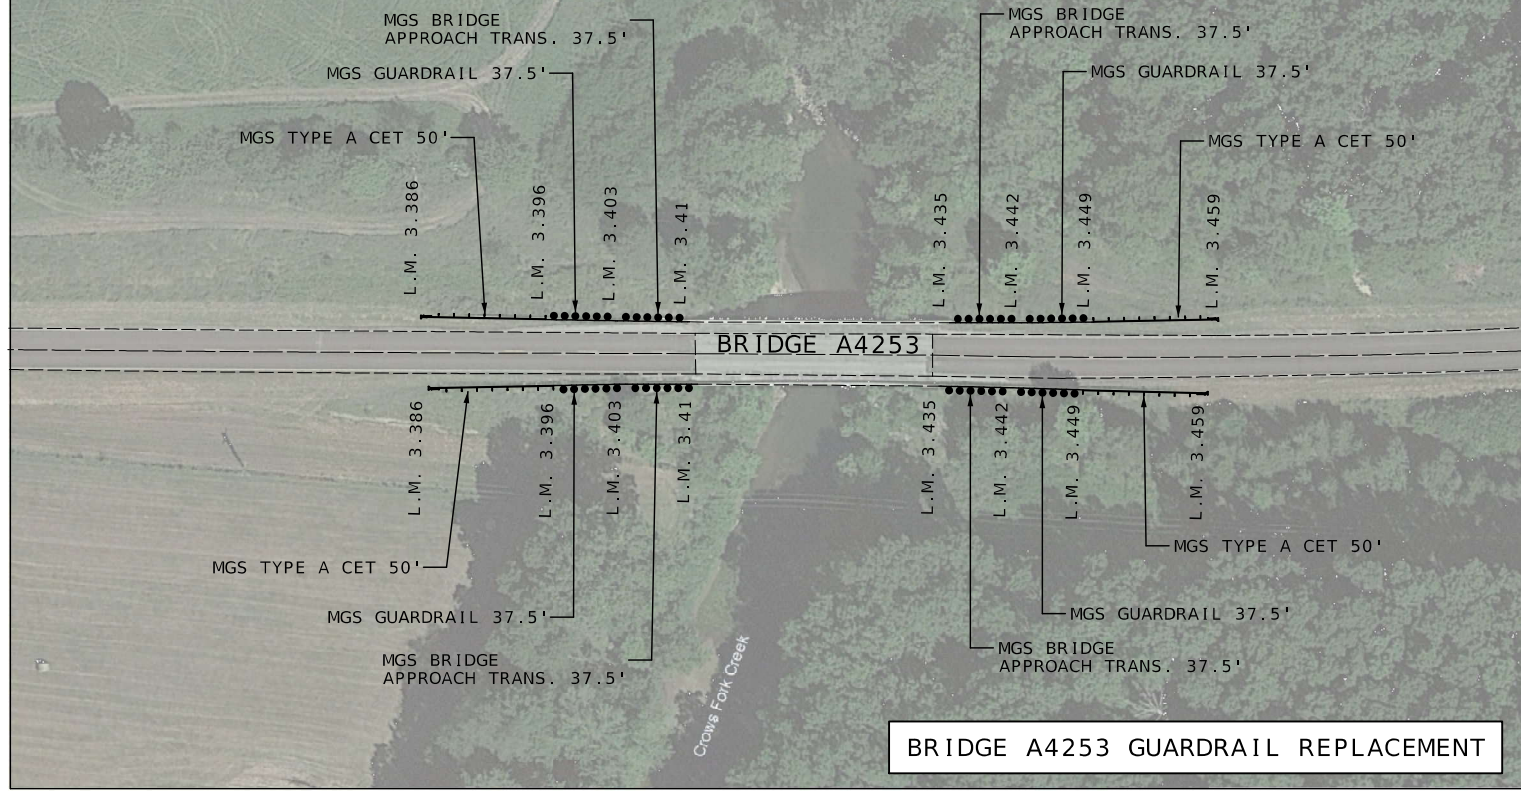 MGS BRIDGE
APPROACH TRANS. 37.5'
MGS GUARDRAIL 37.5'
MGS TYPE A CET 50'
MGS BRIDGE
APPROACH TRANS. 37.5'
MGS GUARDRAIL 37.5'
MGS TYPE A CET 50'
L.M. 3.386
L.M. 3.396
L.M. 3.403
L.M. 3.41
L.M. 3.435
L.M. 3.442
L.M. 3.449
L.M. 3.459
BRIDGE A4253
L.M. 3.386
L.M. 3.396
L.M. 3.403
L.M. 3.41
L.M. 3.435
L.M. 3.442
L.M. 3.449
L.M. 3.459
MGS TYPE A CET 50'
MGS GUARDRAIL 37.5'
MGS BRIDGE
APPROACH TRANS. 37.5'
MGS TYPE A CET 50'
MGS GUARDRAIL 37.5'
MGS BRIDGE
APPROACH TRANS. 37.5'
Crows Fork Creek
BRIDGE A4253 GUARDRAIL REPLACEMENT